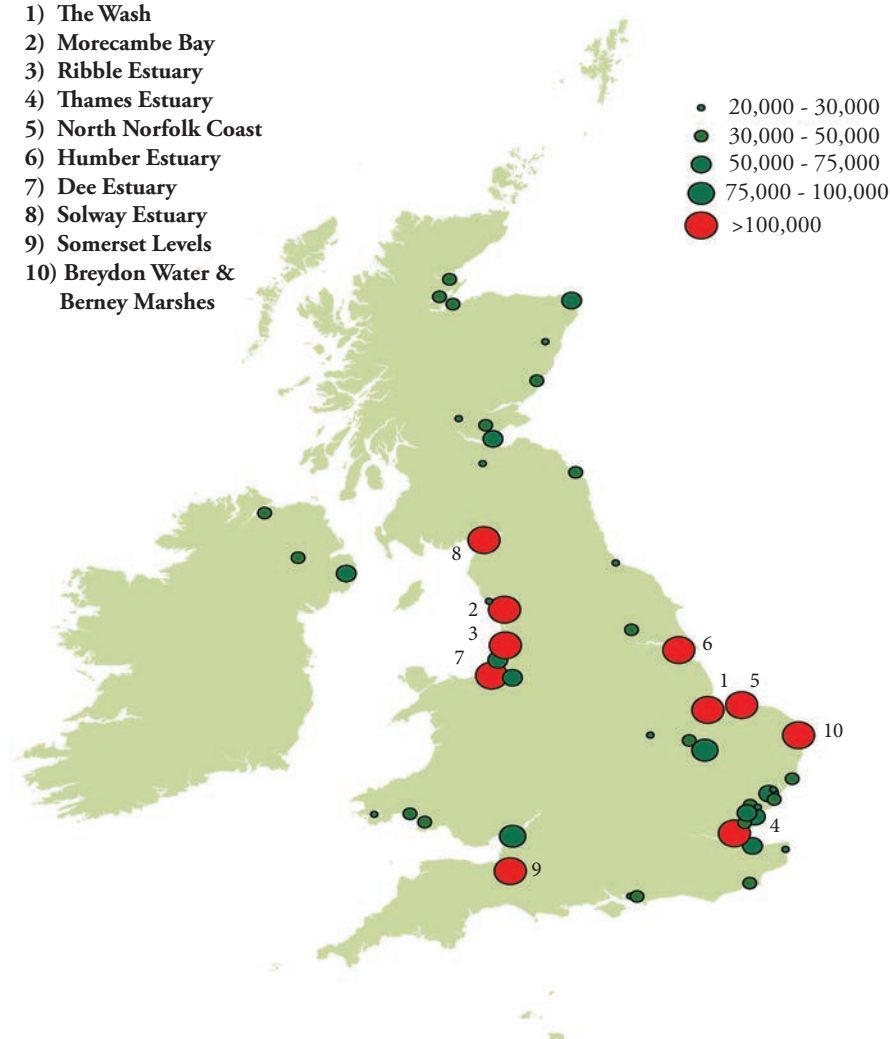 1) The Wash
2) Morecambe Bay
3) Ribble Estuary
4) Thames Estuary
5) North Norfolk Coast
6) Humber Estuary
7) Dee Estuary
8) Solway Estuary
9) Somerset Levels
10) Breydon Water &
Berney Marshes
20,000 - 30,000
30,000 - 50,000
50,000 - 75,000
75,000 - 100,000
>100,000
8
2
3
6
7
1
5
10
4
9